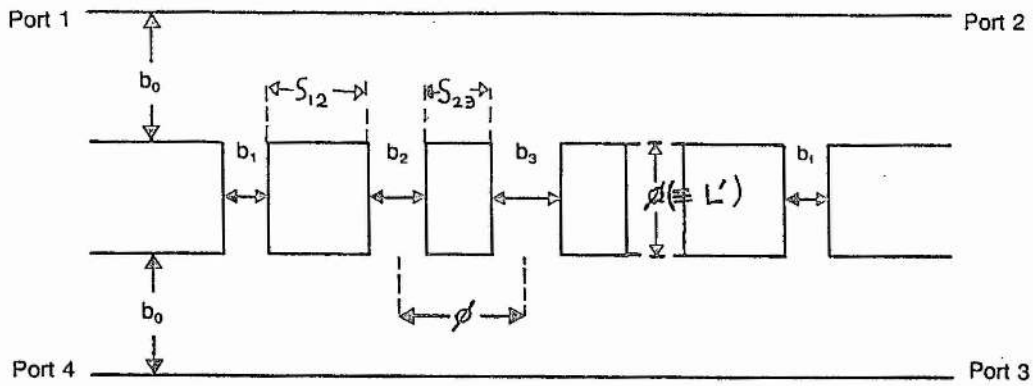 Port 1
Port 2
b₀
S₁₂
S₂₃
b₁
b₂
b₃
ϕ(≡ L')
b₁
b₀
ϕ
Port 4
Port 3